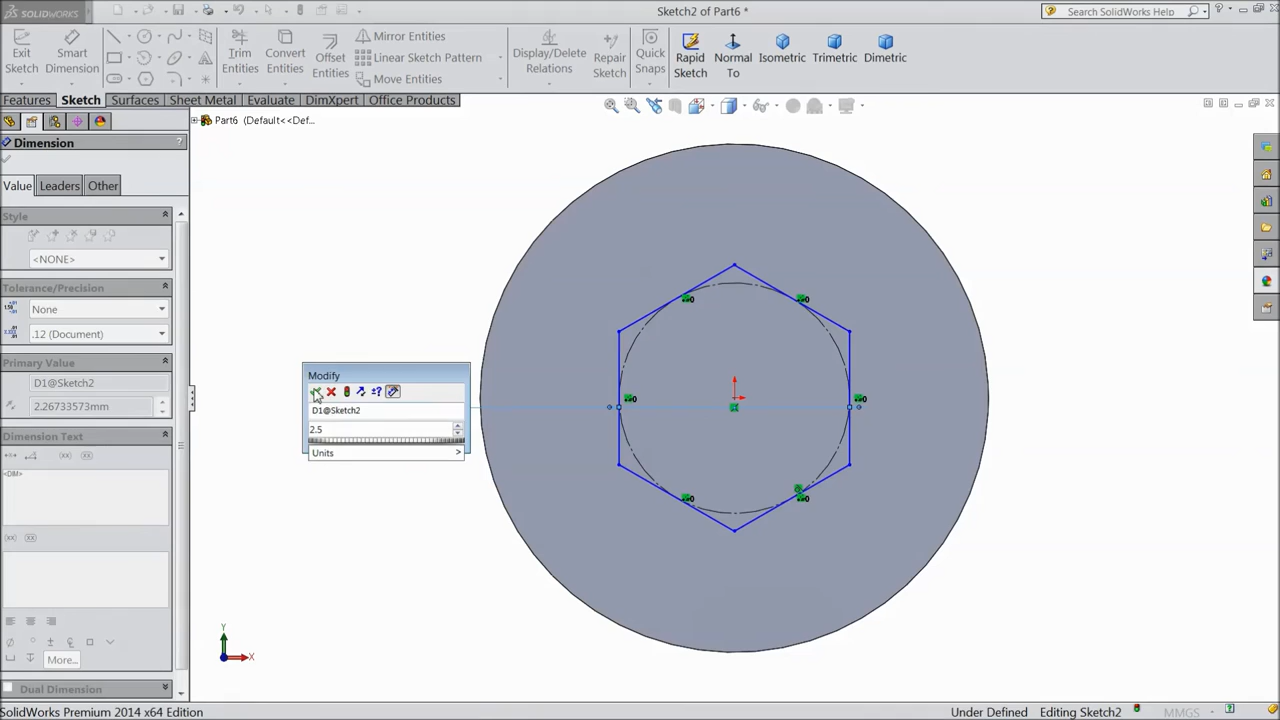 SOLIDWORKS
Sketch2 of Part6 *
Search SolidWorks Help
Exit Sketch
Smart Dimension
Trim Entities
Convert Entities
Offset Entities
Mirror Entities
Linear Sketch Pattern
Move Entities
Display/Delete Relations
Repair Sketch
Quick Snaps
Rapid Sketch
Normal To
Isometric
Trimetric
Dimetric
Features
Sketch
Surfaces
Sheet Metal
Evaluate
DimXpert
Office Products
Part6 (Default<<Def...
Dimension
?
Value
Leaders
Other
Style
<NONE>
Tolerance/Precision
None
.12 (Document)
Primary Value
D1@Sketch2
2.26733573mm
Dimension Text
<DIM>
More...
Dual Dimension
Modify
D1@Sketch2
2.5
Units >
Y
X
SolidWorks Premium 2014 x64 Edition
Under Defined
Editing Sketch2
MMGS